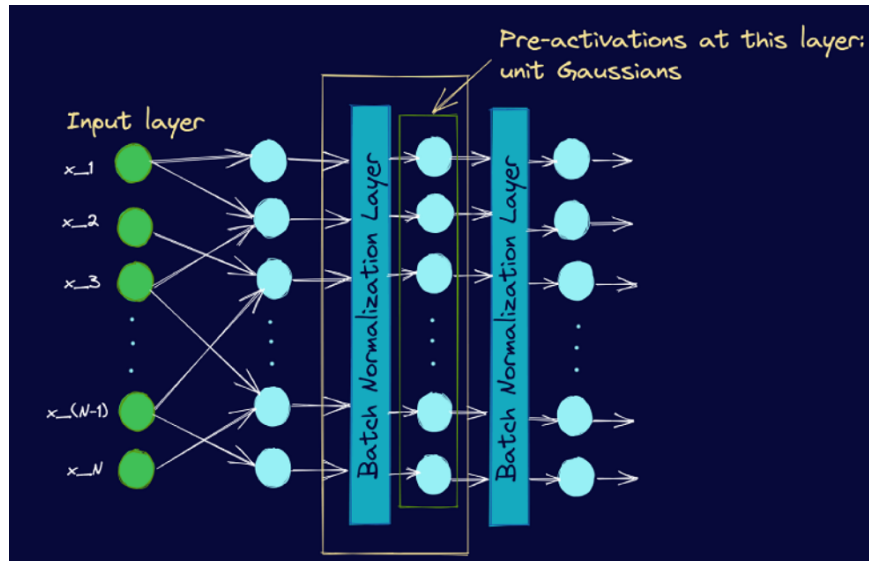 Pre-activations at this layer:
unit Gaussians
Input layer
x_1
x_2
x_3
x_(N-1)
x_N
Batch Normalization Layer
Batch Normalization Layer